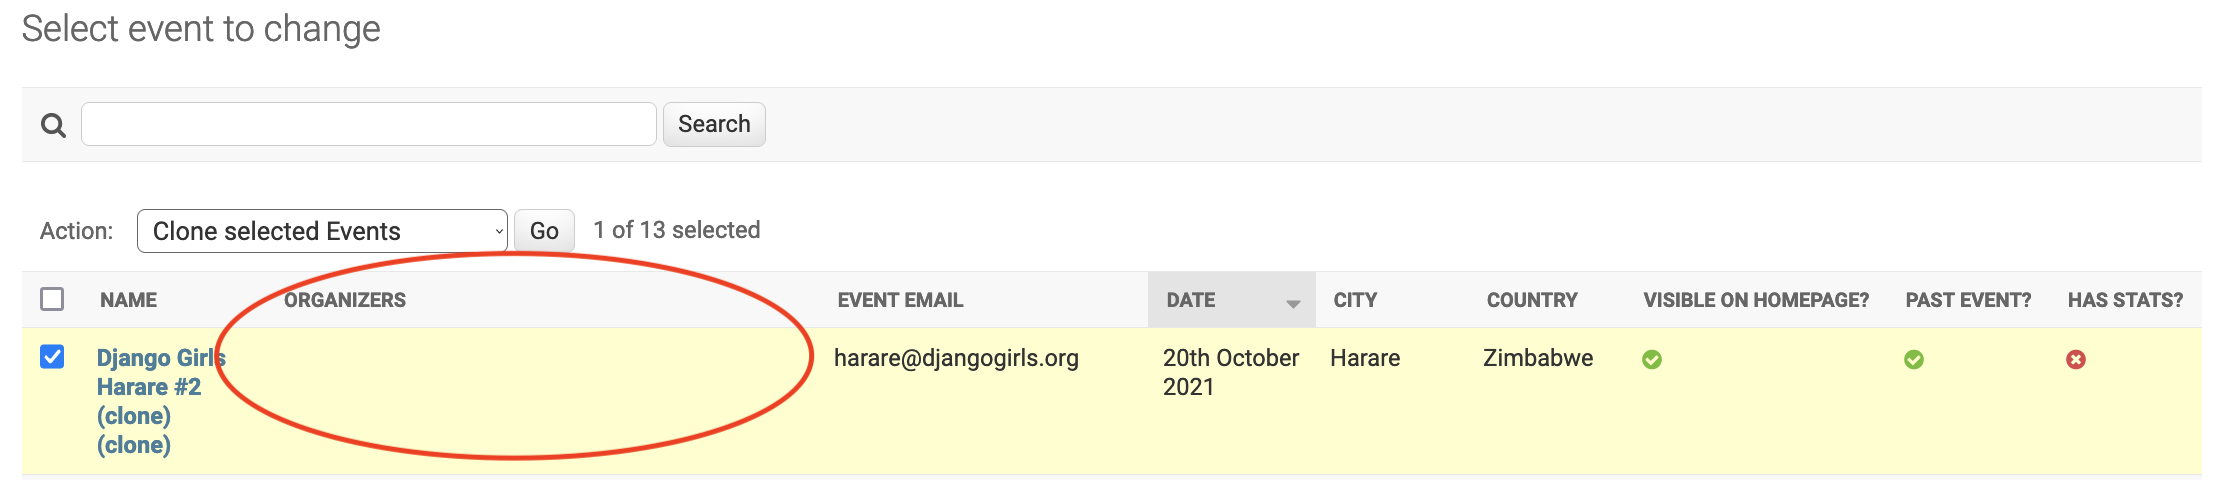 Select event to change
Search
Action: Clone selected Events Go 1 of 13 selected
NAME ORGANIZERS EVENT EMAIL DATE CITY COUNTRY VISIBLE ON HOMEPAGE? PAST EVENT? HAS STATS?
Django Girls harare@djangogirls.org 20th October Harare Zimbabwe
Harare #2 2021
(clone)
(clone)